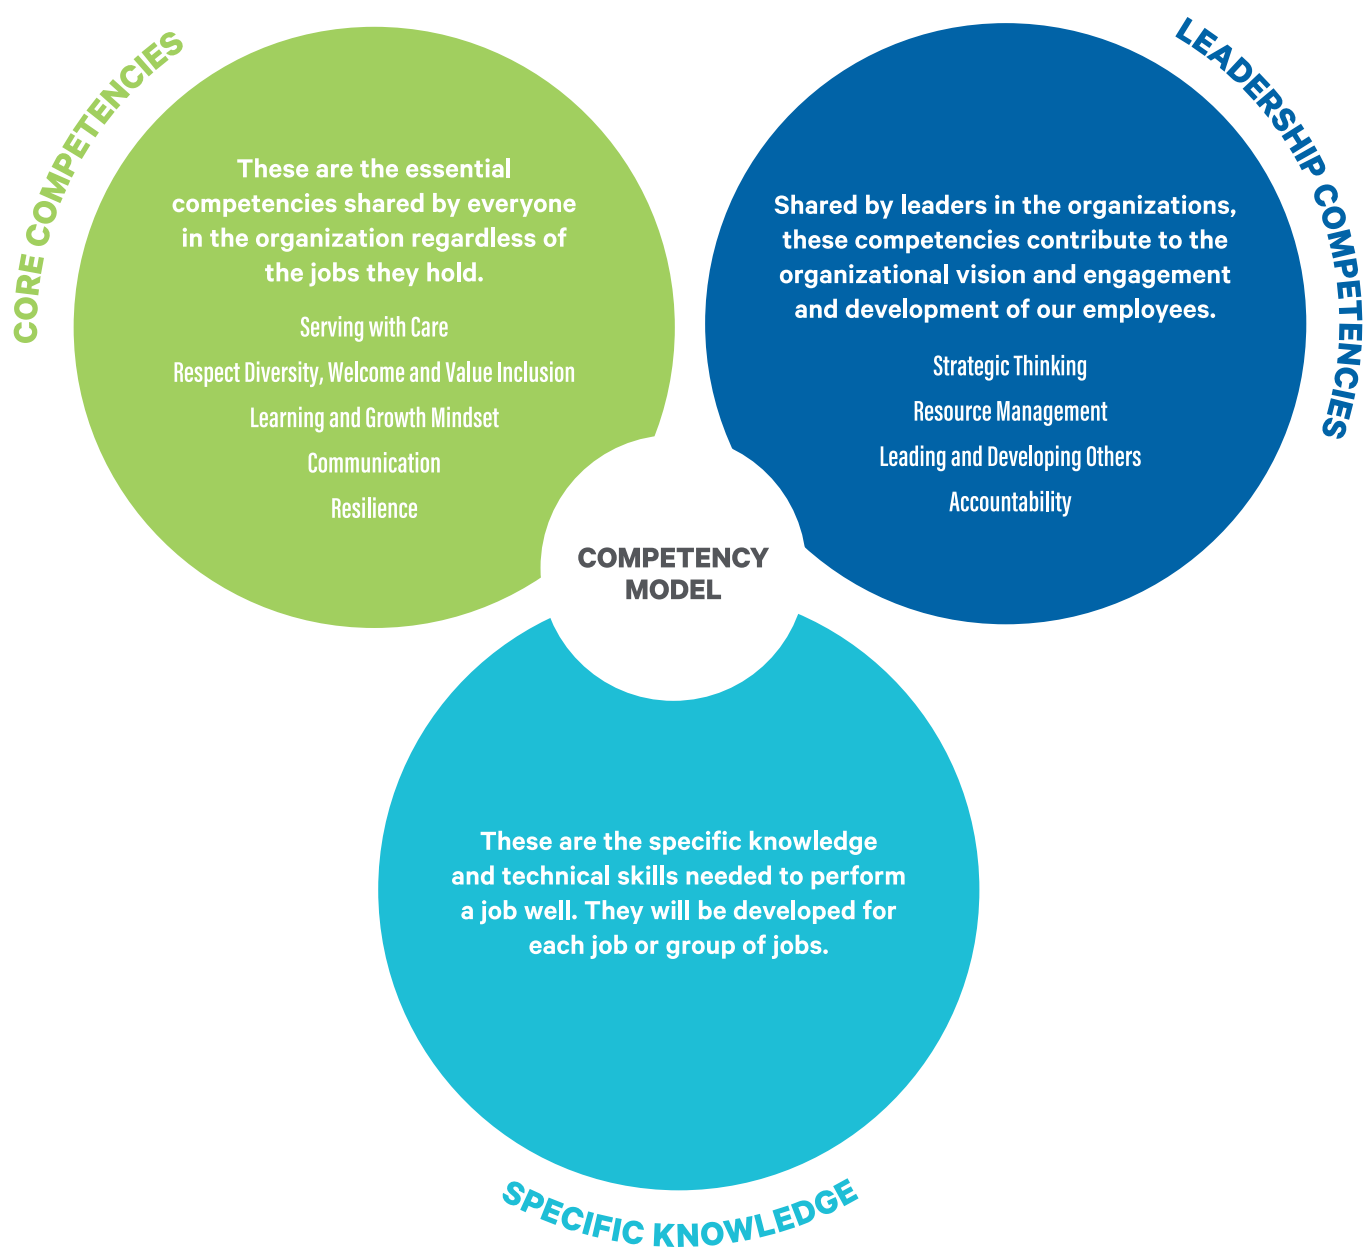 CORE COMPETENCIES
These are the essential
competencies shared by everyone
in the organization regardless of
the jobs they hold.
Serving with Care
Respect Diversity, Welcome and Value Inclusion
Learning and Growth Mindset
Communication
Resilience
LEADERSHIP COMPETENCIES
Shared by leaders in the organizations,
these competencies contribute to the
organizational vision and engagement
and development of our employees.
Strategic Thinking
Resource Management
Leading and Developing Others
Accountability
COMPETENCY
MODEL
These are the specific knowledge
and technical skills needed to perform
a job well. They will be developed for
each job or group of jobs.
SPECIFIC KNOWLEDGE